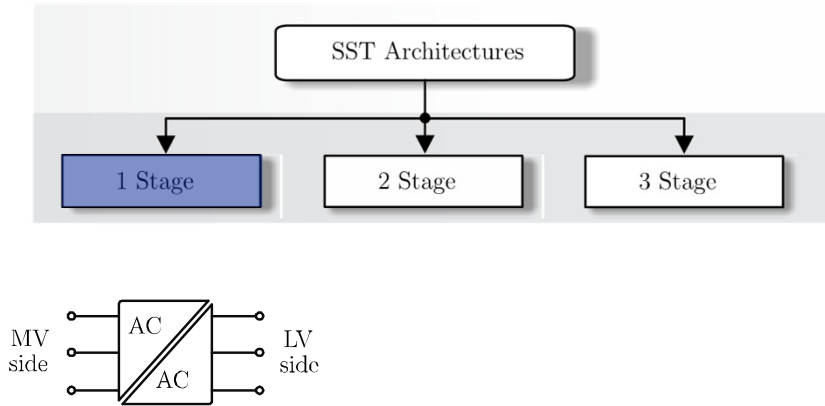 SST Architectures
1 Stage
2 Stage
3 Stage
MV
side
AC
AC
LV
side